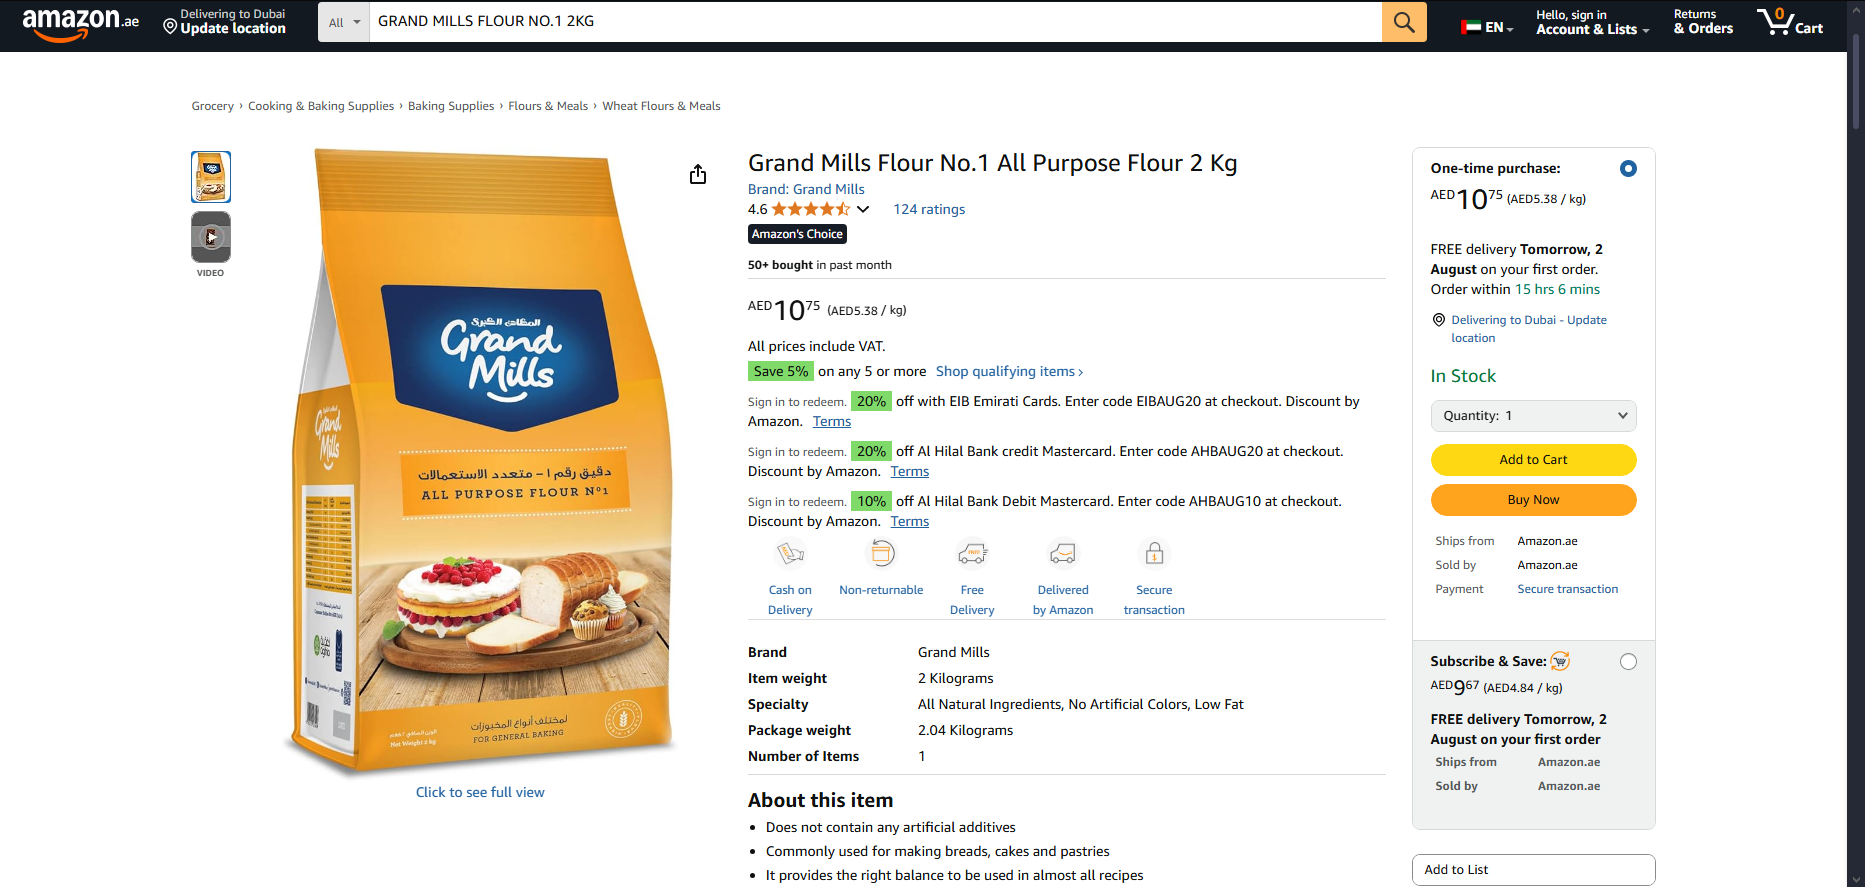 amazon.ae
Delivering to Dubai
Update location
All
GRAND MILLS FLOUR NO.1 2KG
EN
Hello, sign in
Account & Lists
Returns
& Orders
0
Cart
Grocery › Cooking & Baking Supplies › Baking Supplies › Flours & Meals › Wheat Flours & Meals
VIDEO
المطاحن الكبرى
Grand
Mills
Grand
Mills
دقيق رقم ١ – متعدد الاستعمالات
ALL PURPOSE FLOUR Nº1
لمختلف أنواع المخبوزات
FOR GENERAL BAKING
Net Weight 2 kg
Click to see full view
Grand Mills Flour No.1 All Purpose Flour 2 Kg
Brand: Grand Mills
4.6
124 ratings
Amazon's Choice
50+ bought in past month
AED10 75 (AED5.38 / kg)
All prices include VAT.
Save 5% on any 5 or more Shop qualifying items ›
Sign in to redeem. 20% off with EIB Emirati Cards. Enter code EIBAUG20 at checkout. Discount by
Amazon. Terms
Sign in to redeem. 20% off Al Hilal Bank credit Mastercard. Enter code AHBAUG20 at checkout.
Discount by Amazon. Terms
Sign in to redeem. 10% off Al Hilal Bank Debit Mastercard. Enter code AHBAUG10 at checkout.
Discount by Amazon. Terms
Cash on
Delivery
Non-returnable
Free
Delivery
Delivered
by Amazon
Secure
transaction
Brand Grand Mills
Item weight 2 Kilograms
Specialty All Natural Ingredients, No Artificial Colors, Low Fat
Package weight 2.04 Kilograms
Number of Items 1
About this item
• Does not contain any artificial additives
• Commonly used for making breads, cakes and pastries
• It provides the right balance to be used in almost all recipes
One-time purchase:
AED10 75 (AED5.38 / kg)
FREE delivery Tomorrow, 2
August on your first order.
Order within 15 hrs 6 mins
Delivering to Dubai - Update
location
In Stock
Quantity: 1
Add to Cart
Buy Now
Ships from Amazon.ae
Sold by Amazon.ae
Payment Secure transaction
Subscribe & Save:
AED9 67 (AED4.84 / kg)
FREE delivery Tomorrow, 2
August on your first order
Ships from Amazon.ae
Sold by Amazon.ae
Add to List